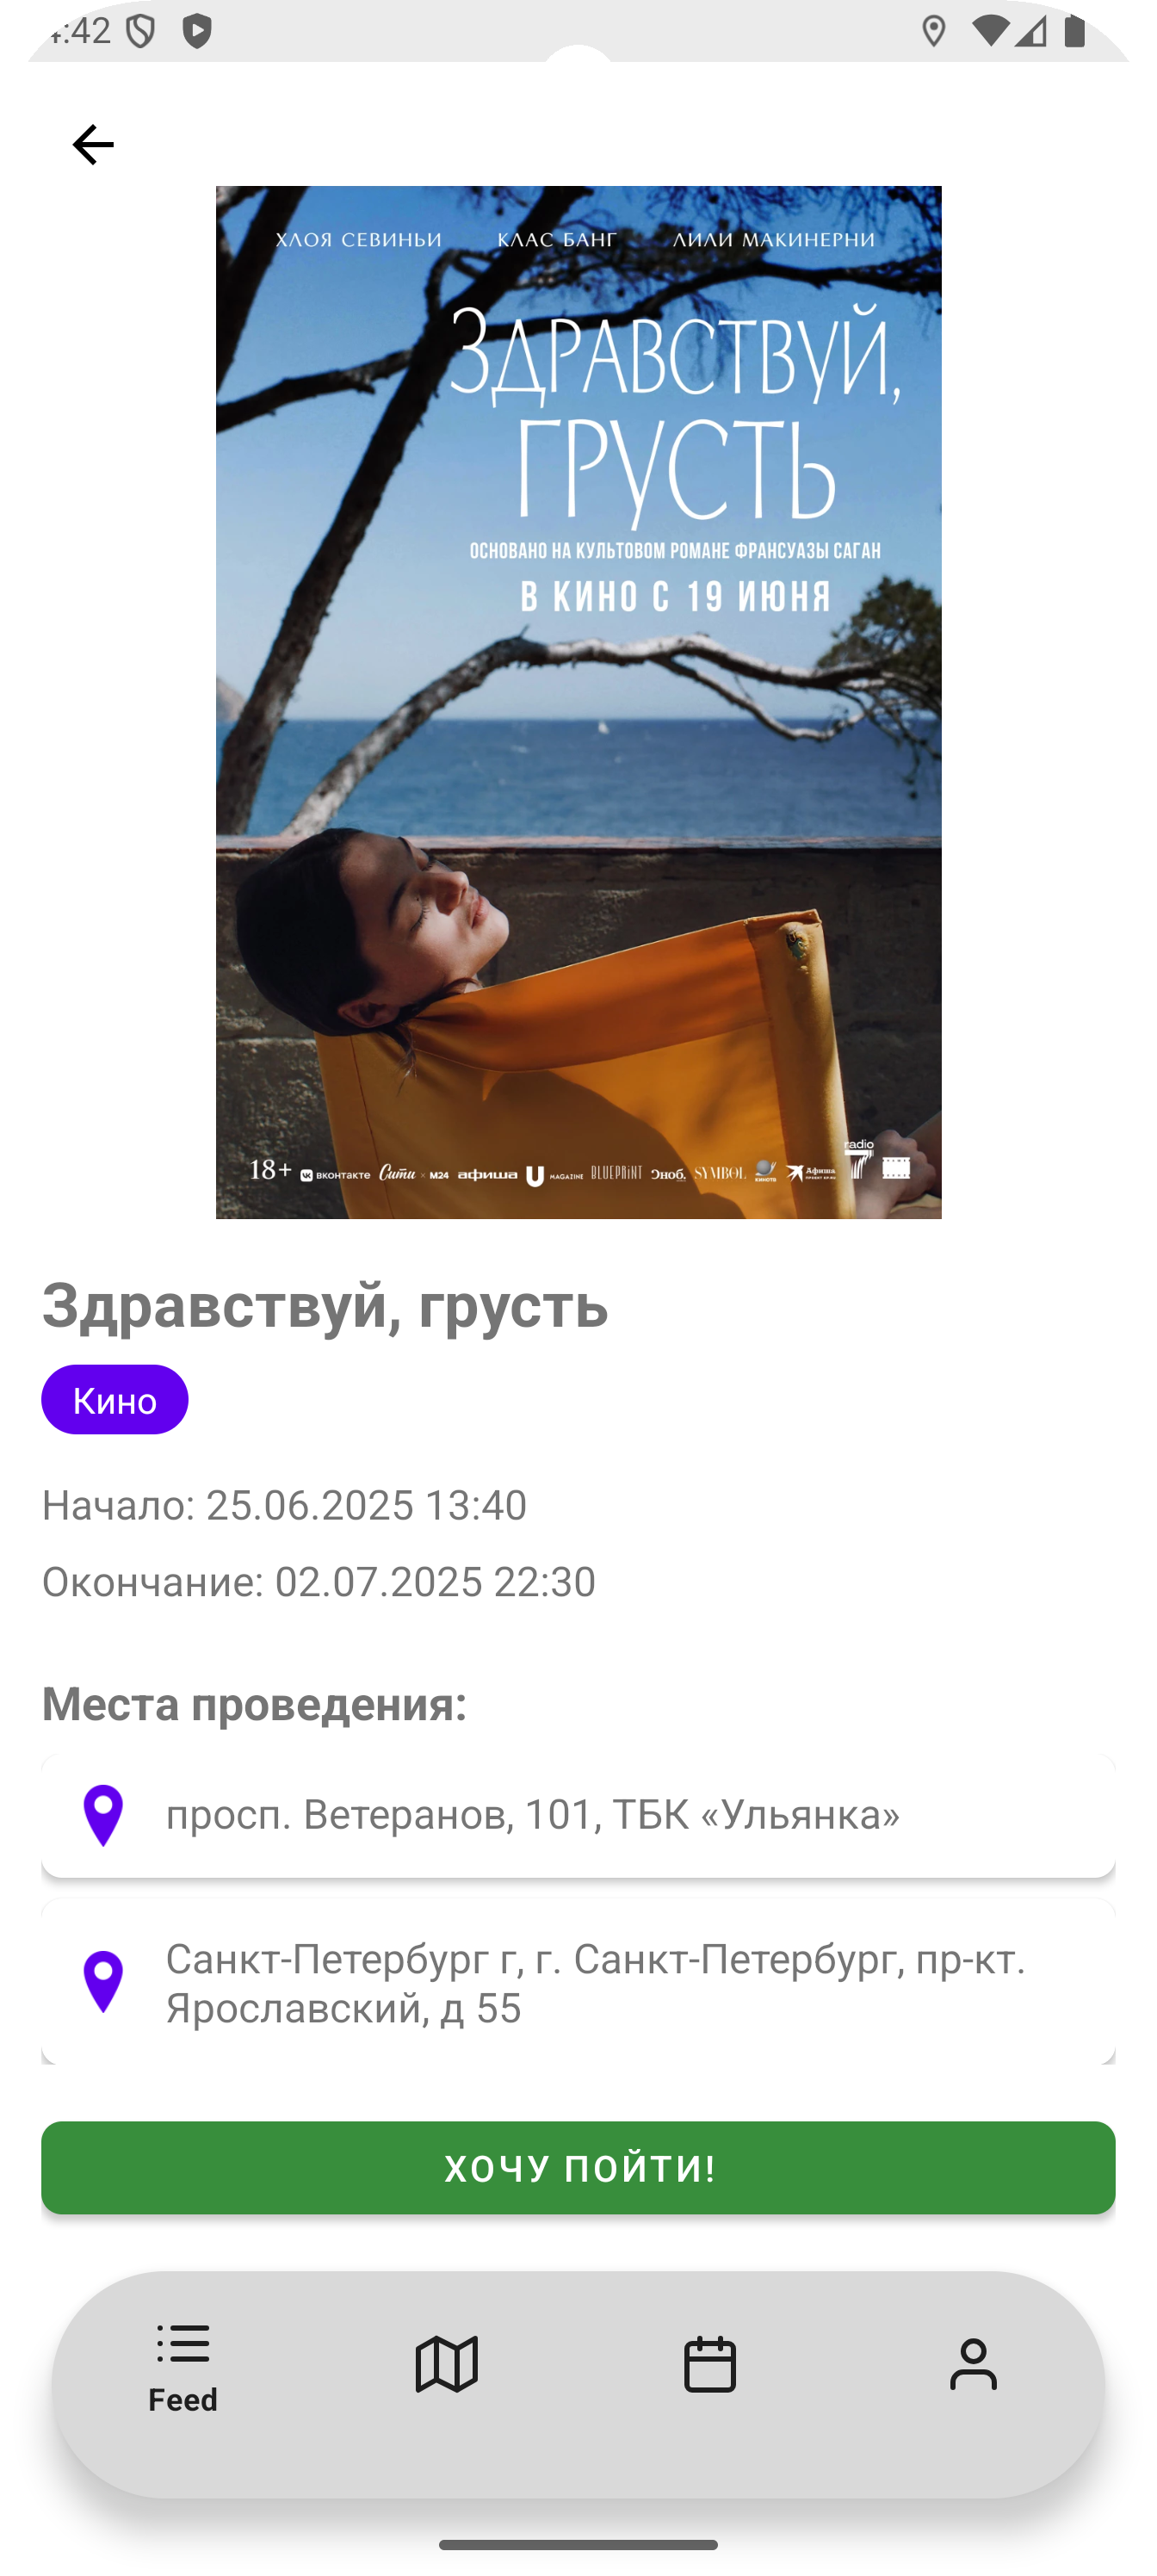 :42
ХЛОЯ СЕВИНЬИ КЛАС БАНГ ЛИЛИ МАКИНЕРНИ
ЗДРАВСТВУЙ,
ГРУСТЬ
ОСНОВАНО НА КУЛЬТОВОМ РОМАНЕ ФРАНСУАЗЫ САГАН
В КИНО С 19 ИЮНЯ
18+ ВКОНТАКТЕ Сити × М24 афиша U MAGAZINE BLUEPRINT Эноб. SYMBOL КИНОТВ Афиша radio 7
Здравствуй, грусть
Кино
Начало: 25.06.2025 13:40
Окончание: 02.07.2025 22:30
Места проведения:
просп. Ветеранов, 101, ТБК «Ульянка»
Санкт-Петербург г, г. Санкт-Петербург, пр-кт.
Ярославский, д 55
ХОЧУ ПОЙТИ!
Feed